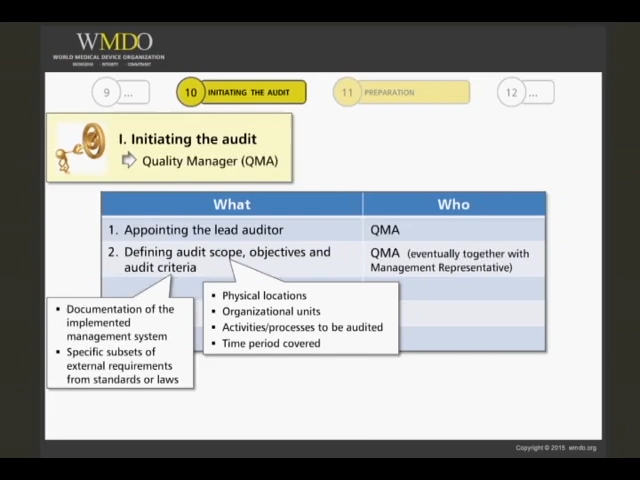 WMDO
WORLD MEDICAL DEVICE ORGANIZATION
KNOWLEDGE INTEGRITY COMMITMENT
9 ...
10 INITIATING THE AUDIT
11 PREPARATION
12 ...
I. Initiating the audit
Quality Manager (QMA)
What Who
1. Appointing the lead auditor QMA
2. Defining audit scope, objectives and
audit criteria
QMA (eventually together with
Management Representative)
▪ Documentation of the
implemented
management system
▪ Specific subsets of
external requirements
from standards or laws
▪ Physical locations
▪ Organizational units
▪ Activities/processes to be audited
▪ Time period covered
Copyright © 2015 wmdo.org